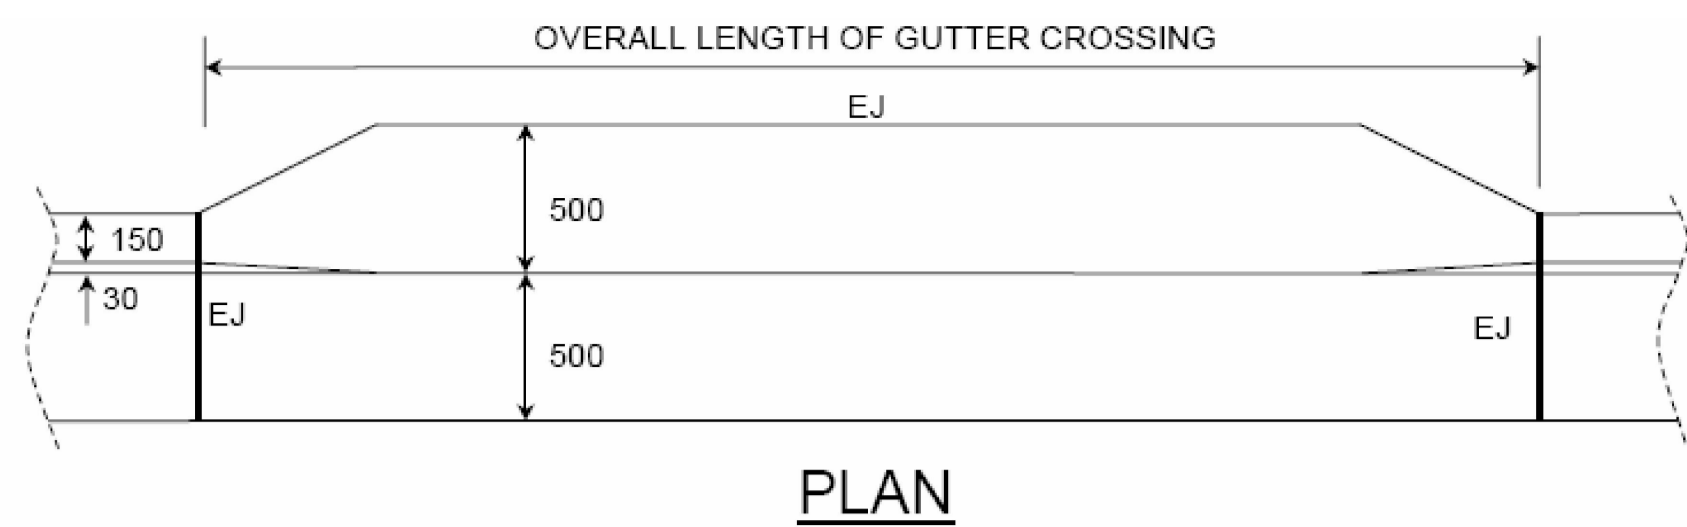 OVERALL LENGTH OF GUTTER CROSSING
EJ
500
150
30
EJ
EJ
500
PLAN